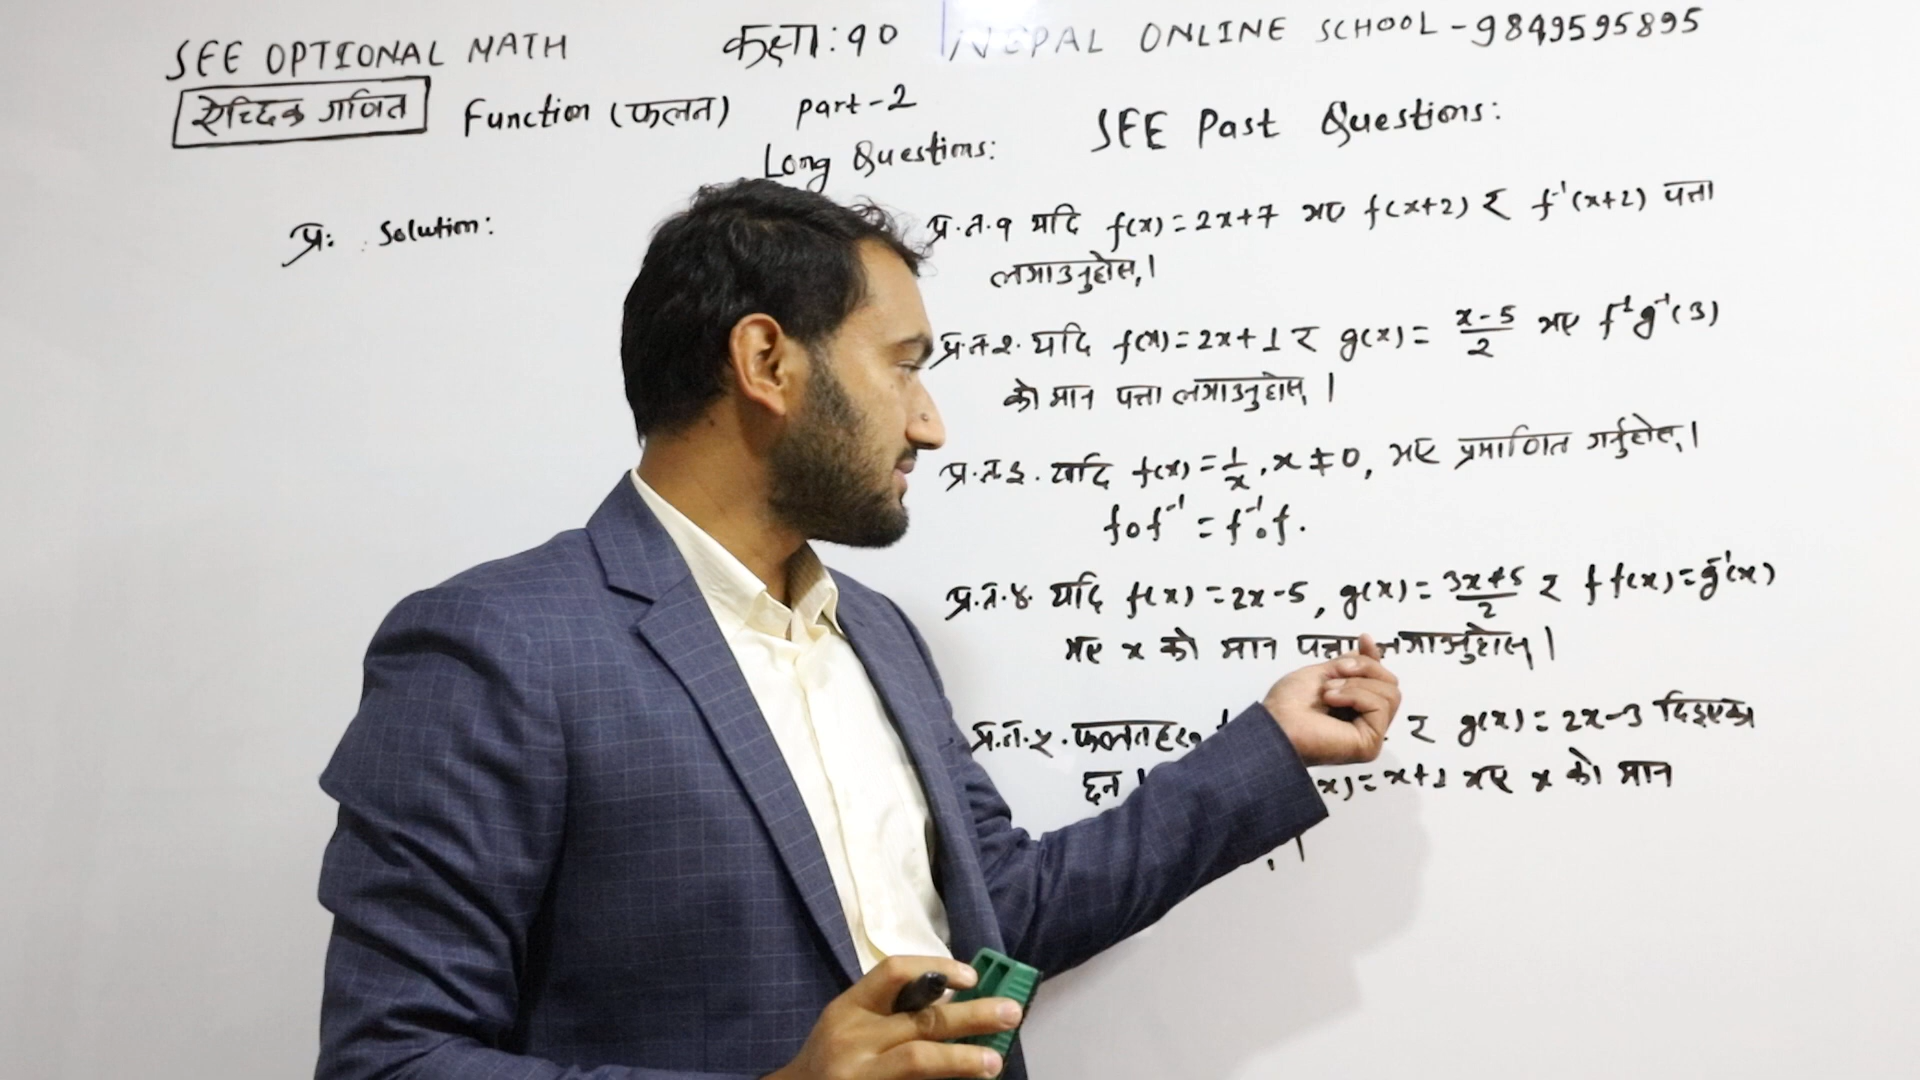 SEE OPTIONAL MATH कक्षा: १० NEPAL ONLINE SCHOOL - 9849595895
ऐच्छिक गणित Function (फलन) part-2
Long Questions: SEE Past Questions:
प्र: Solution:
प्र.नं.१ यदि f(x) = 2x+7 भए f(x+2) र f⁻¹(x+2) पत्ता
लगाउनुहोस् ।
प्र.नं.२. यदि f(x) = 2x+1 र g(x) = (x-5)/2 भए f⁻¹g⁻¹(3)
को मान पत्ता लगाउनुहोस् ।
प्र.नं.३. यदि f(x) = 1/x, x ≠ 0, भए प्रमाणित गर्नुहोस् ।
fof⁻¹ = f⁻¹of.
प्र.नं.४. यदि f(x) = 2x-5, g(x) = (3x+5)/2 र ff(x) = g⁻¹(x)
भए x को मान पत्ता लगाउनुहोस् ।
प्र.नं.५. फलनहरू र g(x) = 2x-3 दिइएका
छन् । x) = x+1 भए x को मान